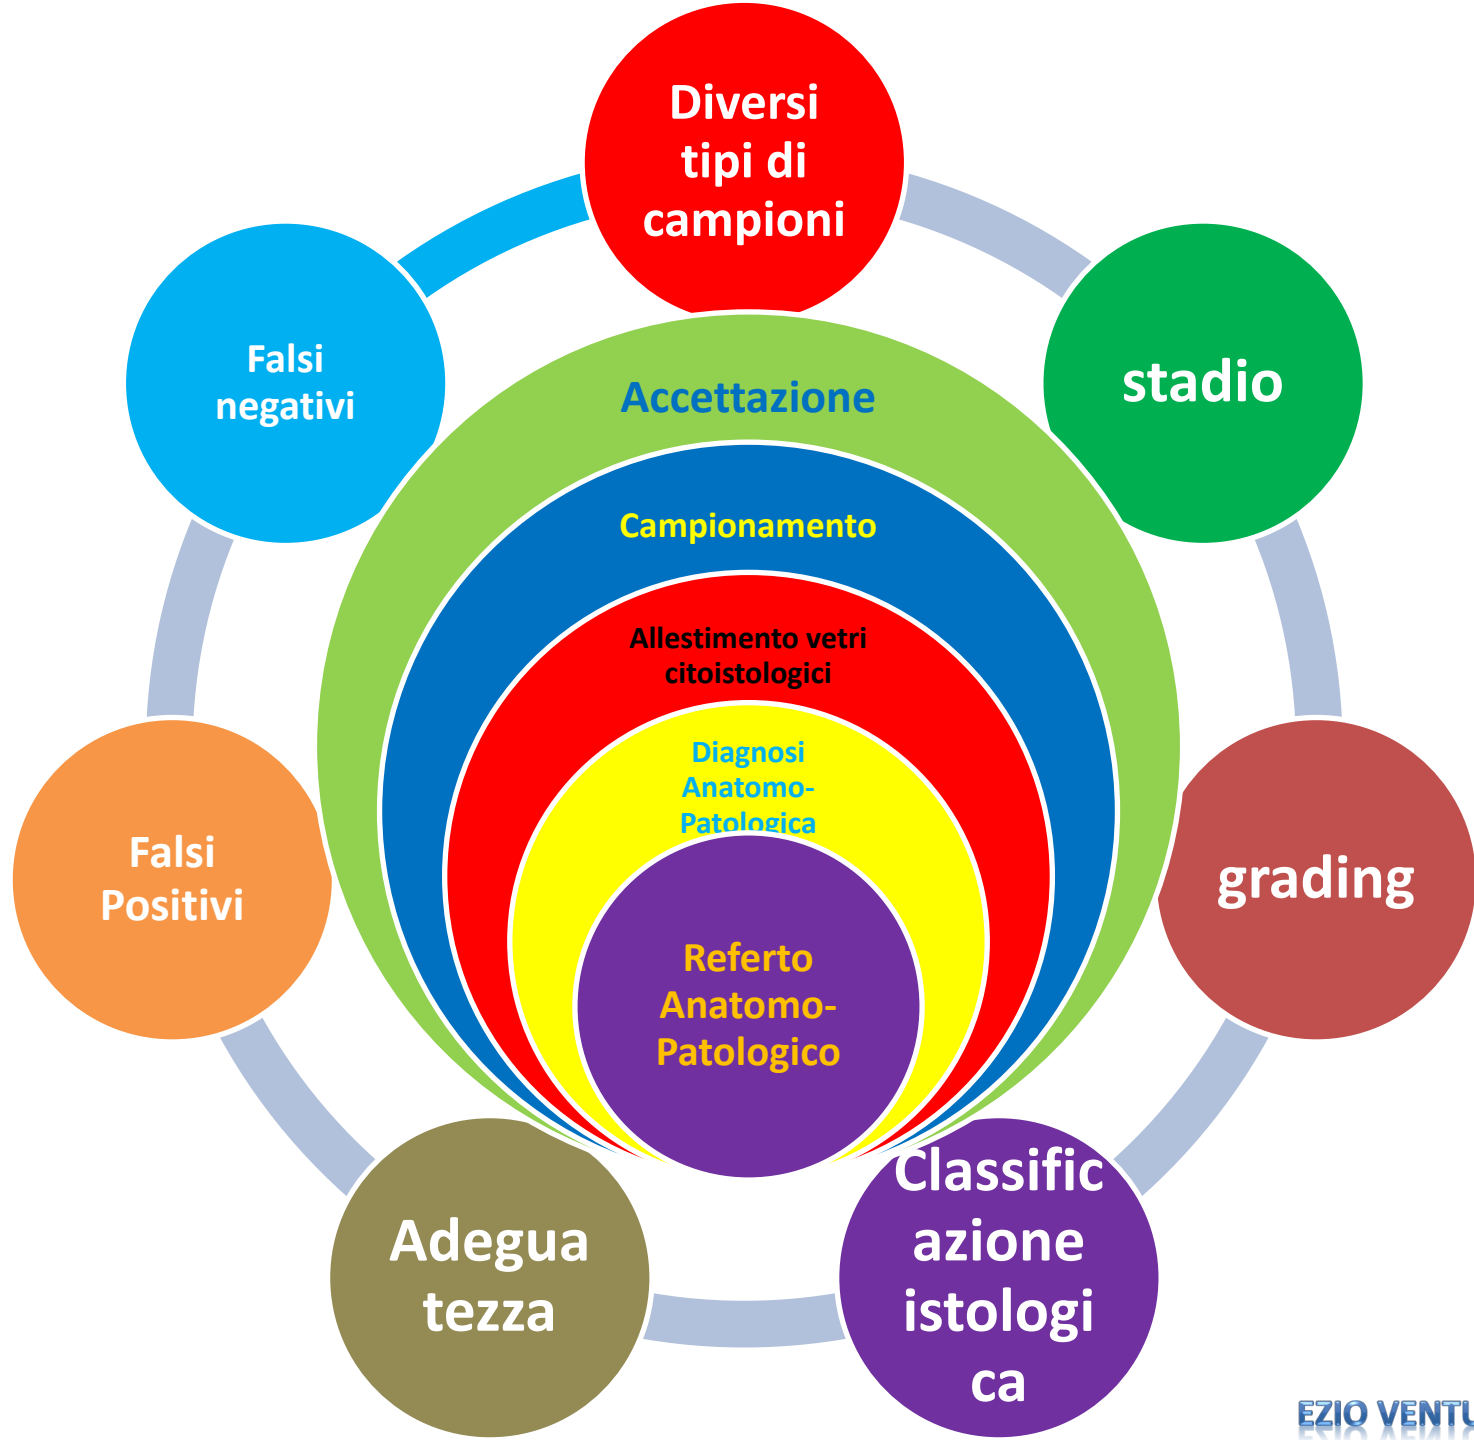 Diversi
tipi di
campioni
stadio
grading
Classific
azione
istologi
ca
Adegua
tezza
Falsi
Positivi
Falsi
negativi
Accettazione
Campionamento
Allestimento vetri
citoistologici
Diagnosi
Anatomo-
Patologica
Referto
Anatomo-
Patologico
EZIO